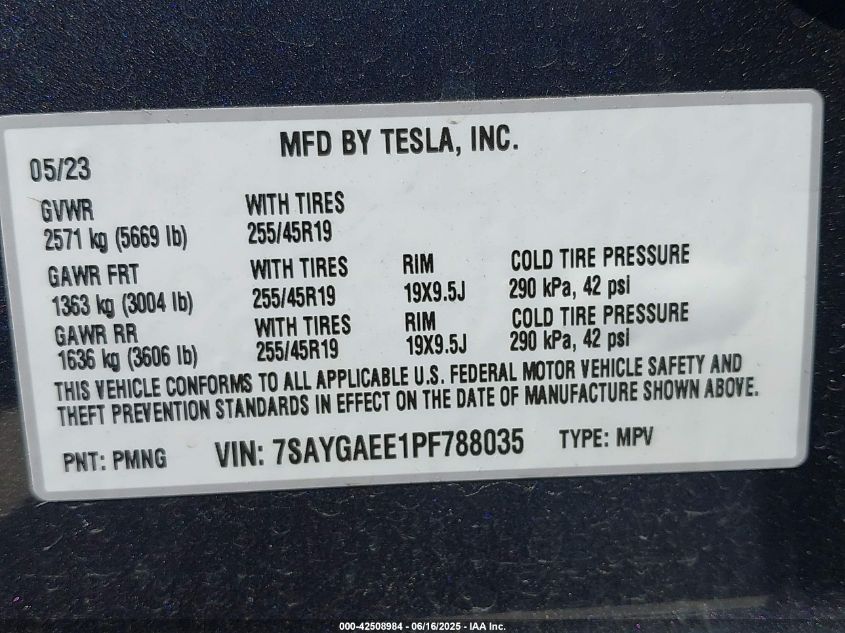 MFD BY TESLA, INC.
05/23
GVWR WITH TIRES
2571 kg (5669 lb) 255/45R19
GAWR FRT WITH TIRES RIM COLD TIRE PRESSURE
1363 kg (3004 lb) 255/45R19 19X9.5J 290 kPa, 42 psi
GAWR RR WITH TIRES RIM COLD TIRE PRESSURE
1636 kg (3606 lb) 255/45R19 19X9.5J 290 kPa, 42 psi
THIS VEHICLE CONFORMS TO ALL APPLICABLE U.S. FEDERAL MOTOR VEHICLE SAFETY AND
THEFT PREVENTION STANDARDS IN EFFECT ON THE DATE OF MANUFACTURE SHOWN ABOVE.
PNT: PMNG VIN: 7SAYGAEE1PF788035 TYPE: MPV
000-42508984 - 06/16/2025 - IAA Inc.